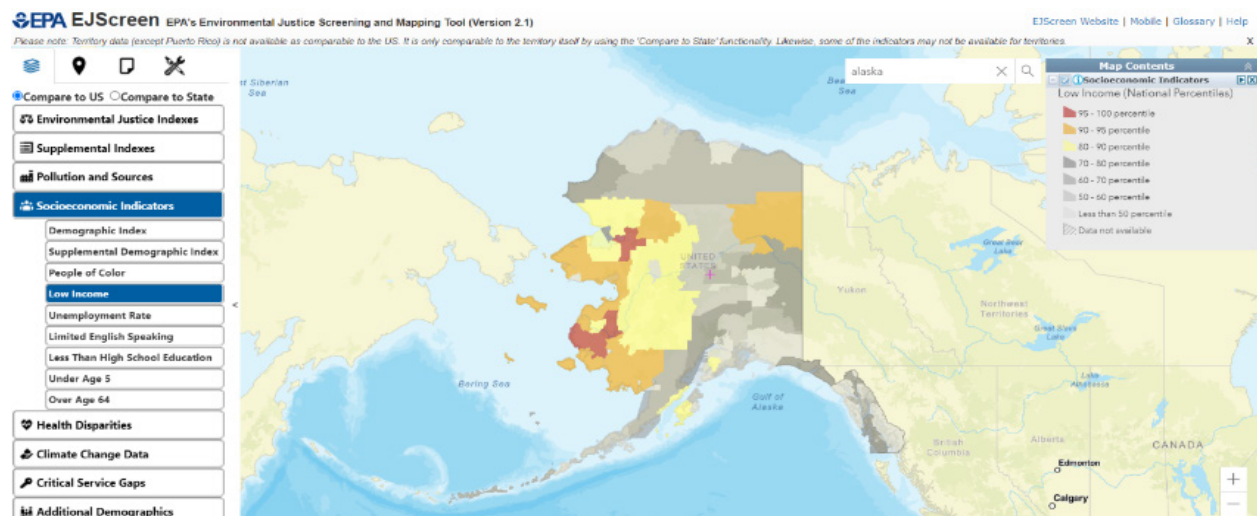 EPA EJScreen EPA's Environmental Justice Screening and Mapping Tool (Version 2.1)
EJScreen Website | Mobile | Glossary | Help
Please note: Territory data (except Puerto Rico) is not available as comparable to the US. It is only comparable to the territory itself by using the 'Compare to State' functionality. Likewise, some of the indicators may not be available for territories. X
Compare to US Compare to State
Environmental Justice Indexes
Supplemental Indexes
Pollution and Sources
Socioeconomic Indicators
Demographic Index
Supplemental Demographic Index
People of Color
Low Income
Unemployment Rate
Limited English Speaking
Less Than High School Education
Under Age 5
Over Age 64
Health Disparities
Climate Change Data
Critical Service Gaps
Additional Demographics
<
Siberian
Sea
Sea
alaska
UNITED
STATES
Bering Sea
Gulf of
Alaska
Yukon
Northwest
Territories
Great Bear
Lake
Great Slave
Lake
Lake
Athabasca
British
Columbia
Alberta
CANADA
Edmonton
Calgary
Map Contents
Socioeconomic Indicators
Low Income (National Percentiles)
95 - 100 percentile
90 - 95 percentile
80 - 90 percentile
70 - 80 percentile
60 - 70 percentile
50 - 60 percentile
Less than 50 percentile
Data not available
+
−